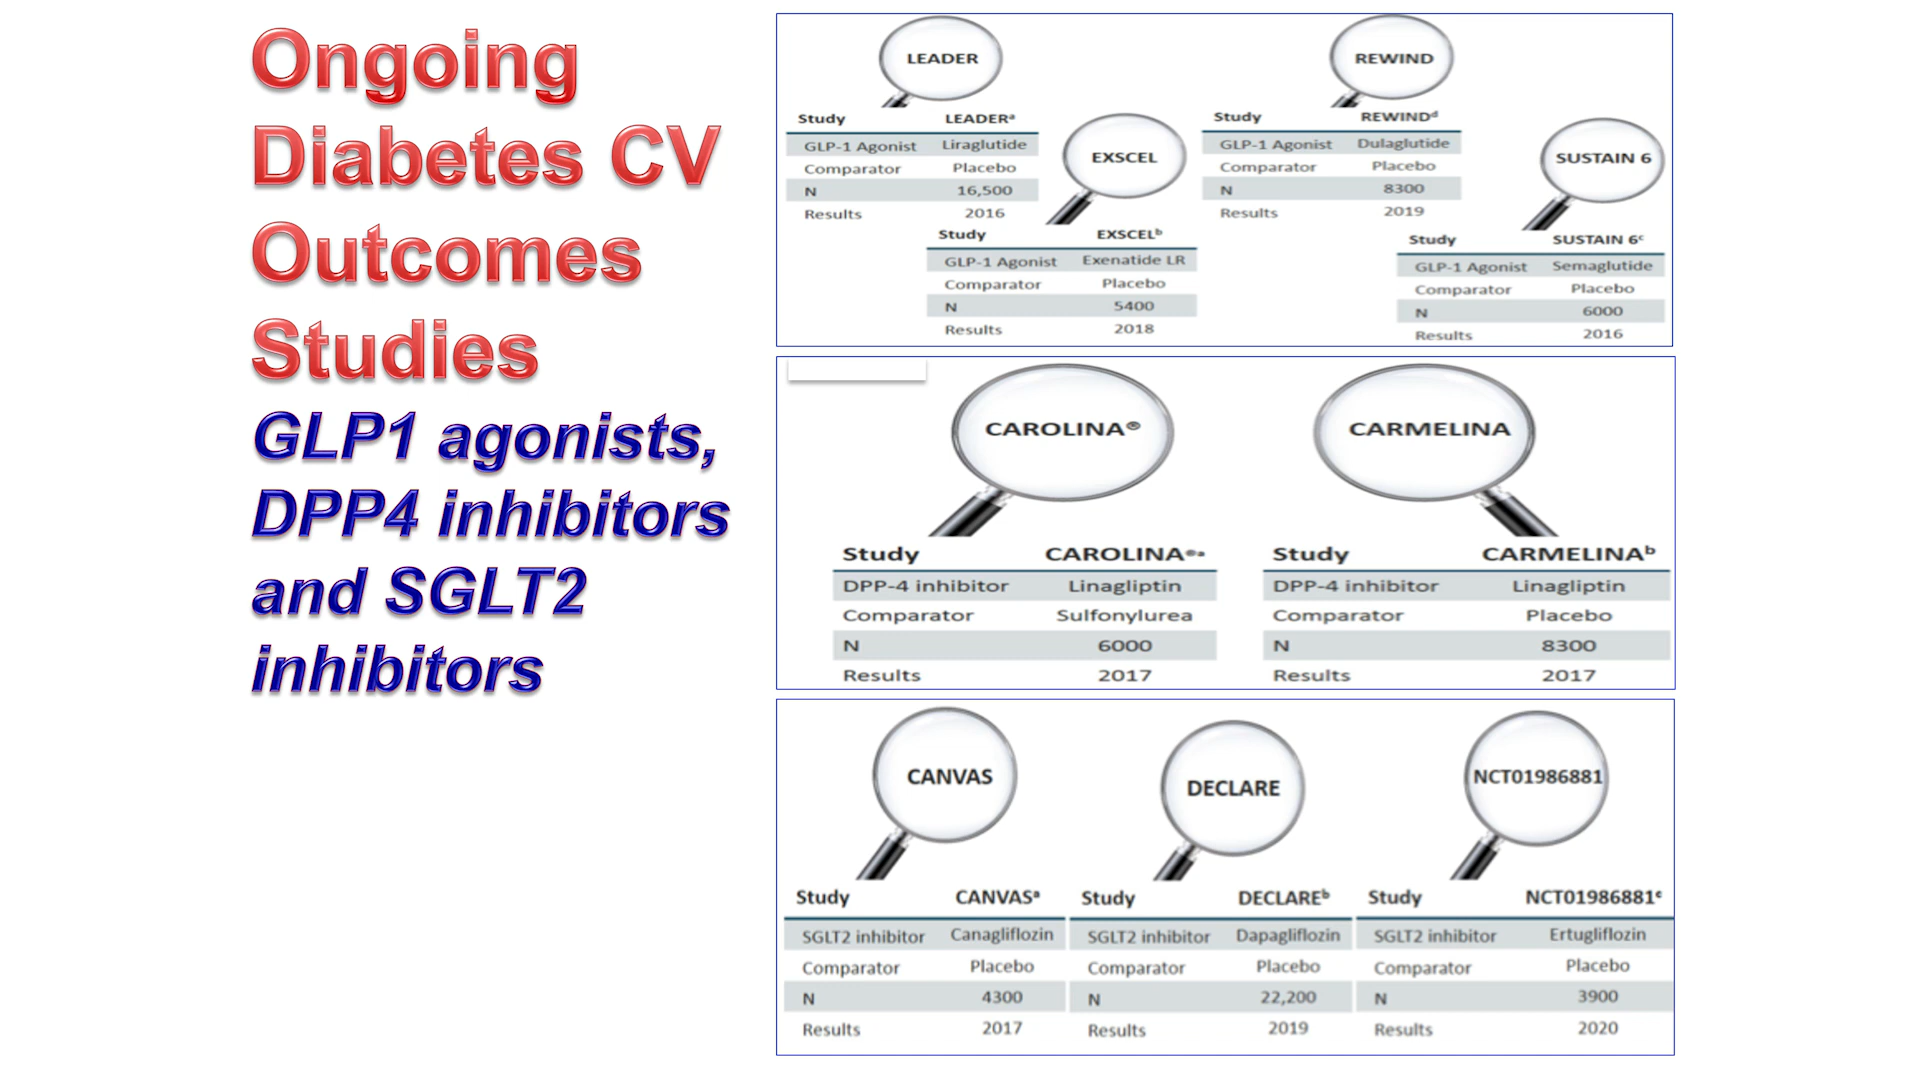 Ongoing
Diabetes CV
Outcomes
Studies
GLP1 agonists,
DPP4 inhibitors
and SGLT2
inhibitors
LEADER
Study LEADERᵃ
GLP-1 Agonist Liraglutide
Comparator Placebo
N 16,500
Results 2016
EXSCEL
Study EXSCELᵇ
GLP-1 Agonist Exenatide LR
Comparator Placebo
N 5400
Results 2018
REWIND
Study REWINDᵈ
GLP-1 Agonist Dulaglutide
Comparator Placebo
N 8300
Results 2019
SUSTAIN 6
Study SUSTAIN 6ᶜ
GLP-1 Agonist Semaglutide
Comparator Placebo
N 6000
Results 2016
CAROLINA®
Study CAROLINA®ᵃ
DPP-4 inhibitor Linagliptin
Comparator Sulfonylurea
N 6000
Results 2017
CARMELINA
Study CARMELINAᵇ
DPP-4 inhibitor Linagliptin
Comparator Placebo
N 8300
Results 2017
CANVAS
Study CANVASᵃ
SGLT2 inhibitor Canagliflozin
Comparator Placebo
N 4300
Results 2017
DECLARE
Study DECLAREᵇ
SGLT2 inhibitor Dapagliflozin
Comparator Placebo
N 22,200
Results 2019
NCT01986881
Study NCT01986881ᶜ
SGLT2 inhibitor Ertugliflozin
Comparator Placebo
N 3900
Results 2020